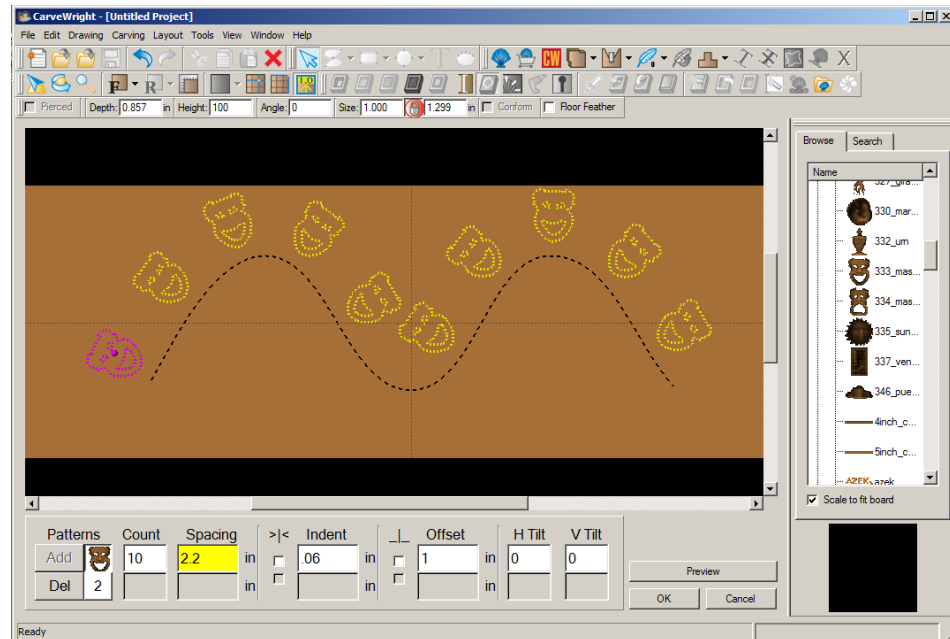 CarveWright - [Untitled Project]
File Edit Drawing Carving Layout Tools View Window Help
CW
X
Pierced Depth: 0.857 in Height: 100 Angle: 0 Size: 1.000 1.299 in Conform Floor Feather
Browse Search
Name
327_gira...
330_mar...
332_urn
333_mas...
334_mas...
335_sun...
337_ven...
346_pue...
4inch_c...
5inch_c...
AZEK azek
Scale to fit board
Patterns Count Spacing >|< Indent _|_ Offset H Tilt V Tilt
Add 10 2.2 in .06 in 1 in 0 0
Del 2 in in in
Preview
OK Cancel
Ready